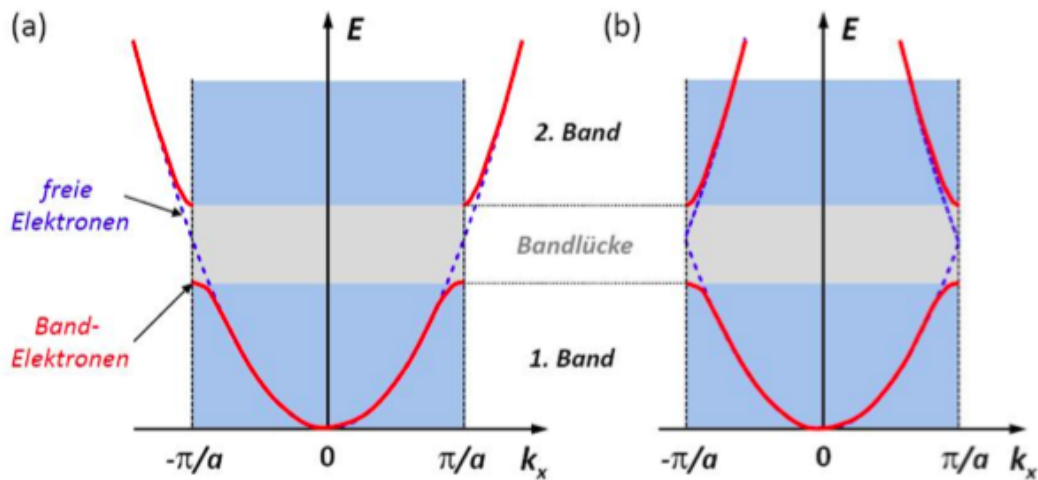 (a)
E
(b)
E
2. Band
freie
Elektronen
Bandlücke
Band-
Elektronen
1. Band
-π/a
0
π/a
kₓ
-π/a
0
π/a
kₓ